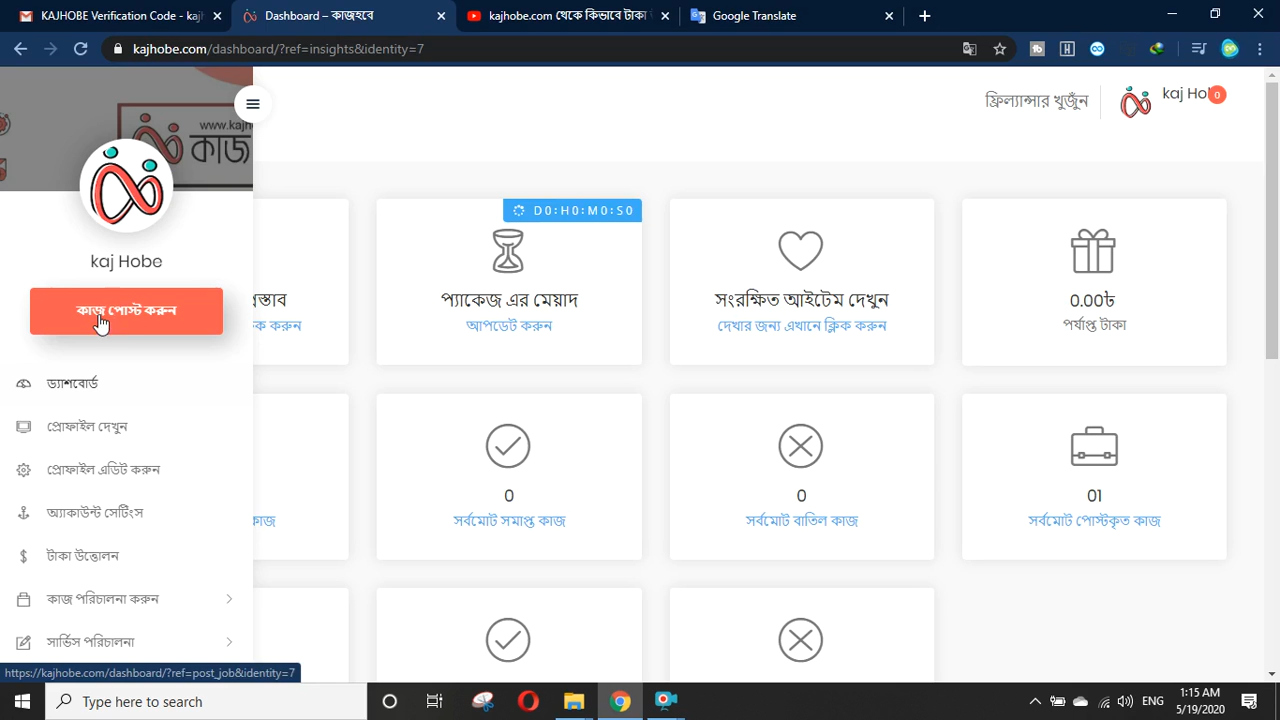 KAJHOBE Verification Code - kajh
Dashboard – কাজহবে
kajhobe.com থেকে কিভাবে টাকা
Google Translate
kajhobe.com/dashboard/?ref=insights&identity=7
www.kajh
কাজ
ফ্রিল্যান্সার খুজুঁন
kaj Ho
0
kaj Hobe
কাজ পোস্ট করুন
ড্যাশবোর্ড
প্রোফাইল দেখুন
প্রোফাইল এডিট করুন
অ্যাকাউন্ট সেটিংস
টাকা উত্তোলন
কাজ পরিচালনা করুন
সার্ভিস পরিচালনা
স্তাব
ক করুন
D0:H0:M0:S0
প্যাকেজ এর মেয়াদ
আপডেট করুন
সংরক্ষিত আইটেম দেখুন
দেখার জন্য এখানে ক্লিক করুন
0.00৳
পর্যাপ্ত টাকা
কাজ
0
সর্বমোট সমাপ্ত কাজ
0
সর্বমোট বাতিল কাজ
01
সর্বমোট পোস্টকৃত কাজ
https://kajhobe.com/dashboard/?ref=post_job&identity=7
Type here to search
ENG
1:15 AM
5/19/2020